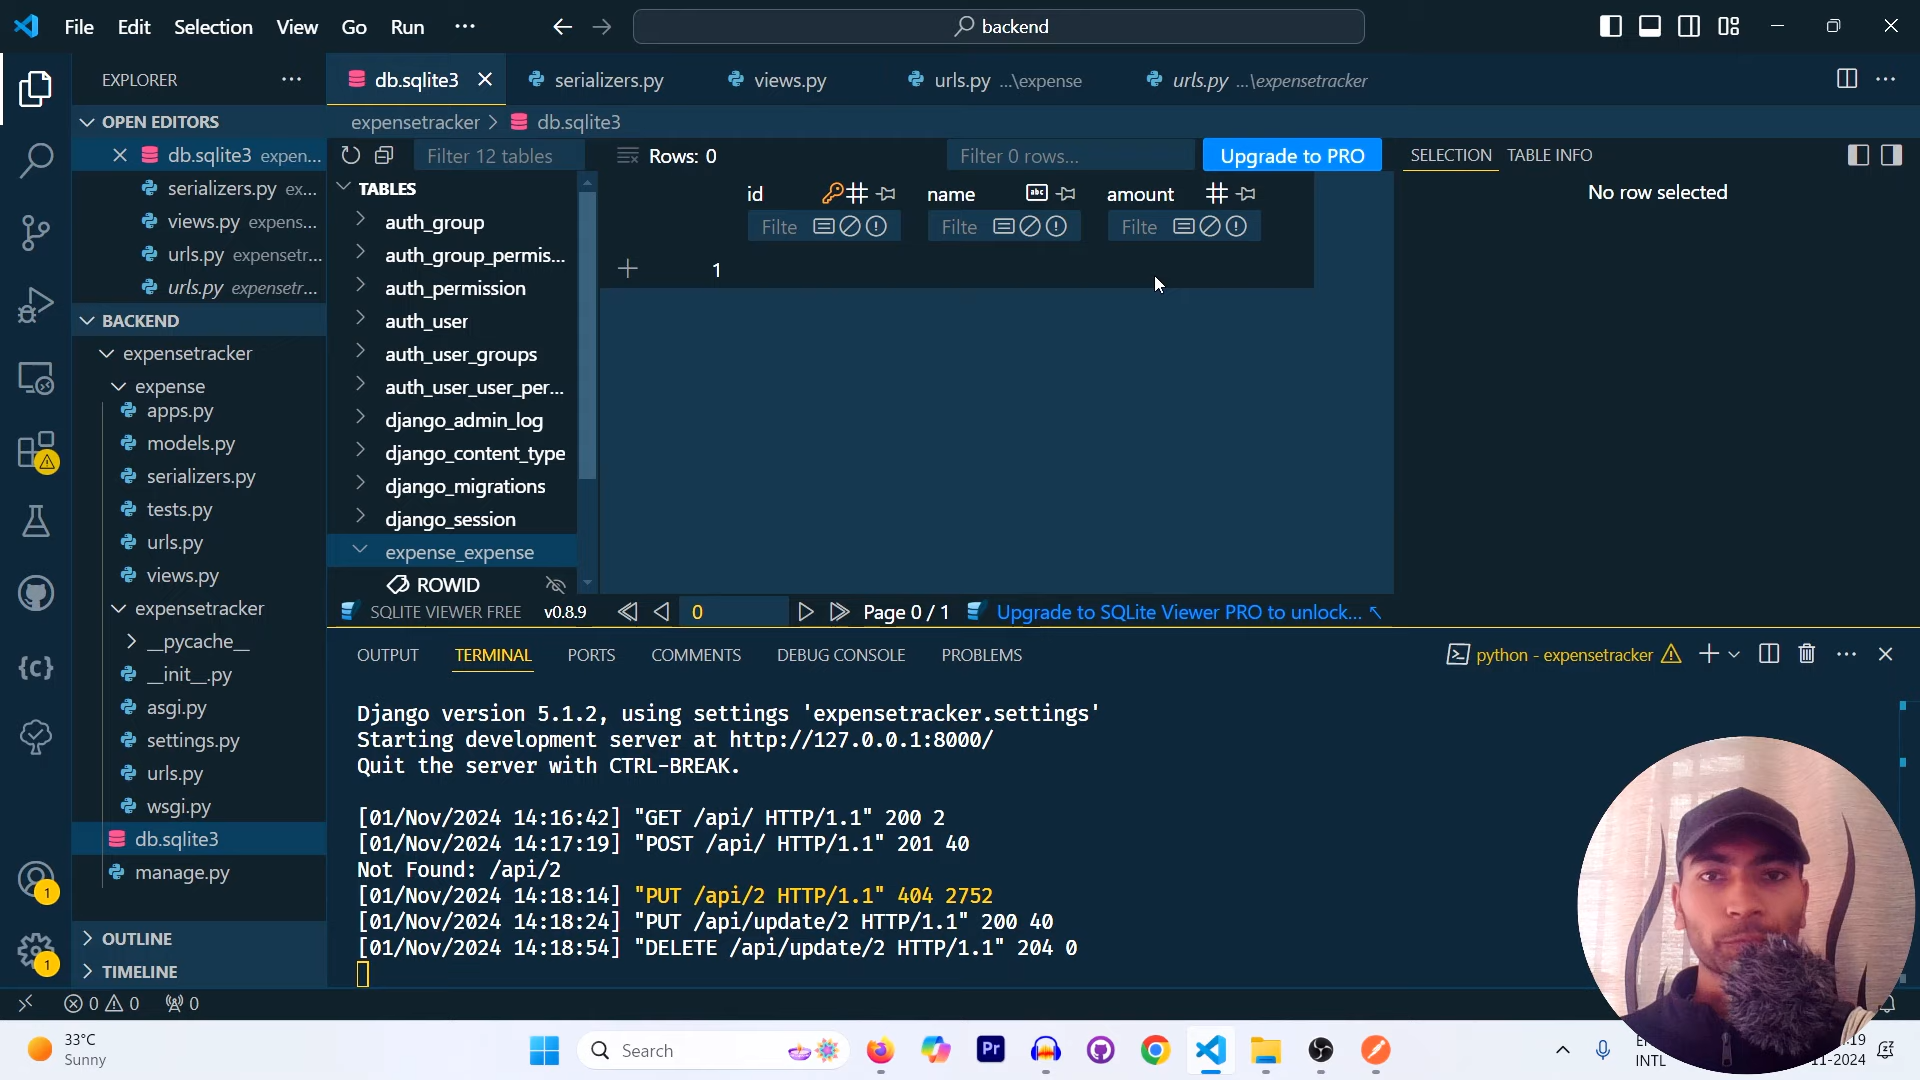 File Edit Selection View Go Run ··· backend
EXPLORER ···
db.sqlite3 serializers.py views.py urls.py ...\expense urls.py ...\expensetracker
OPEN EDITORS
expensetracker > db.sqlite3
db.sqlite3 expen...
serializers.py ex...
views.py expens...
urls.py expensetr...
urls.py expensetr...
BACKEND
expensetracker
expense
apps.py
models.py
serializers.py
tests.py
urls.py
views.py
expensetracker
__pycache__
__init__.py
asgi.py
settings.py
urls.py
wsgi.py
db.sqlite3
manage.py
OUTLINE
TIMELINE
Filter 12 tables
TABLES
auth_group
auth_group_permis...
auth_permission
auth_user
auth_user_groups
auth_user_user_per...
django_admin_log
django_content_type
django_migrations
django_session
expense_expense
ROWID
Rows: 0 Filter 0 rows... Upgrade to PRO
id name abc amount
Filte Filte Filte
1
SELECTION TABLE INFO
No row selected
SQLITE VIEWER FREE v0.8.9 0 Page 0 / 1 Upgrade to SQLite Viewer PRO to unlock...
OUTPUT TERMINAL PORTS COMMENTS DEBUG CONSOLE PROBLEMS python - expensetracker
Django version 5.1.2, using settings 'expensetracker.settings'
Starting development server at http://127.0.0.1:8000/
Quit the server with CTRL-BREAK.
[01/Nov/2024 14:16:42] "GET /api/ HTTP/1.1" 200 2
[01/Nov/2024 14:17:19] "POST /api/ HTTP/1.1" 201 40
Not Found: /api/2
[01/Nov/2024 14:18:14] "PUT /api/2 HTTP/1.1" 404 2752
[01/Nov/2024 14:18:24] "PUT /api/update/2 HTTP/1.1" 200 40
[01/Nov/2024 14:18:54] "DELETE /api/update/2 HTTP/1.1" 204 0
1
1
0 0 0
33°C
Sunny
Search
Pr
INTL
:19
11-2024